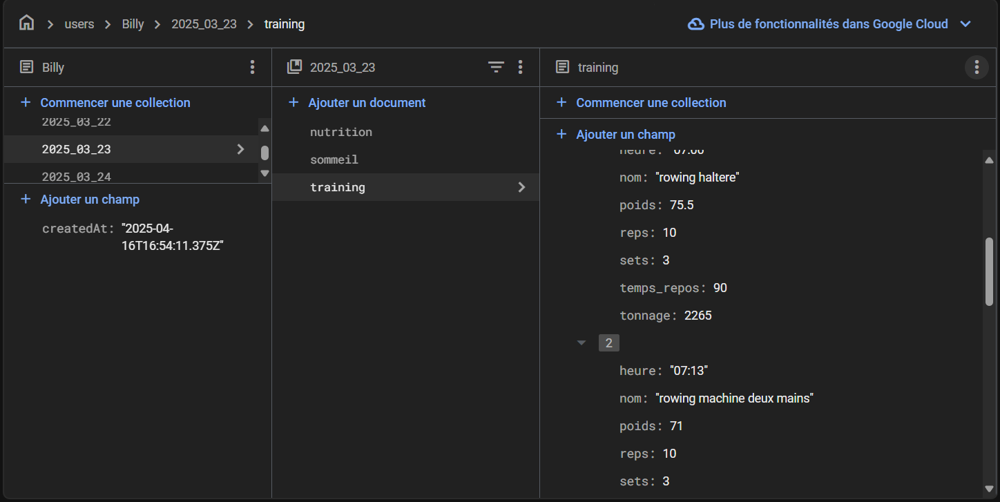 users > Billy > 2025_03_23 > training
Plus de fonctionnalités dans Google Cloud
Billy
Commencer une collection
2025_03_22
2025_03_23
2025_03_24
Ajouter un champ
createdAt: "2025-04-
16T16:54:11.375Z"
2025_03_23
Ajouter un document
nutrition
sommeil
training
training
Commencer une collection
Ajouter un champ
heure: "07:06"
nom: "rowing haltere"
poids: 75.5
reps: 10
sets: 3
temps_repos: 90
tonnage: 2265
2
heure: "07:13"
nom: "rowing machine deux mains"
poids: 71
reps: 10
sets: 3